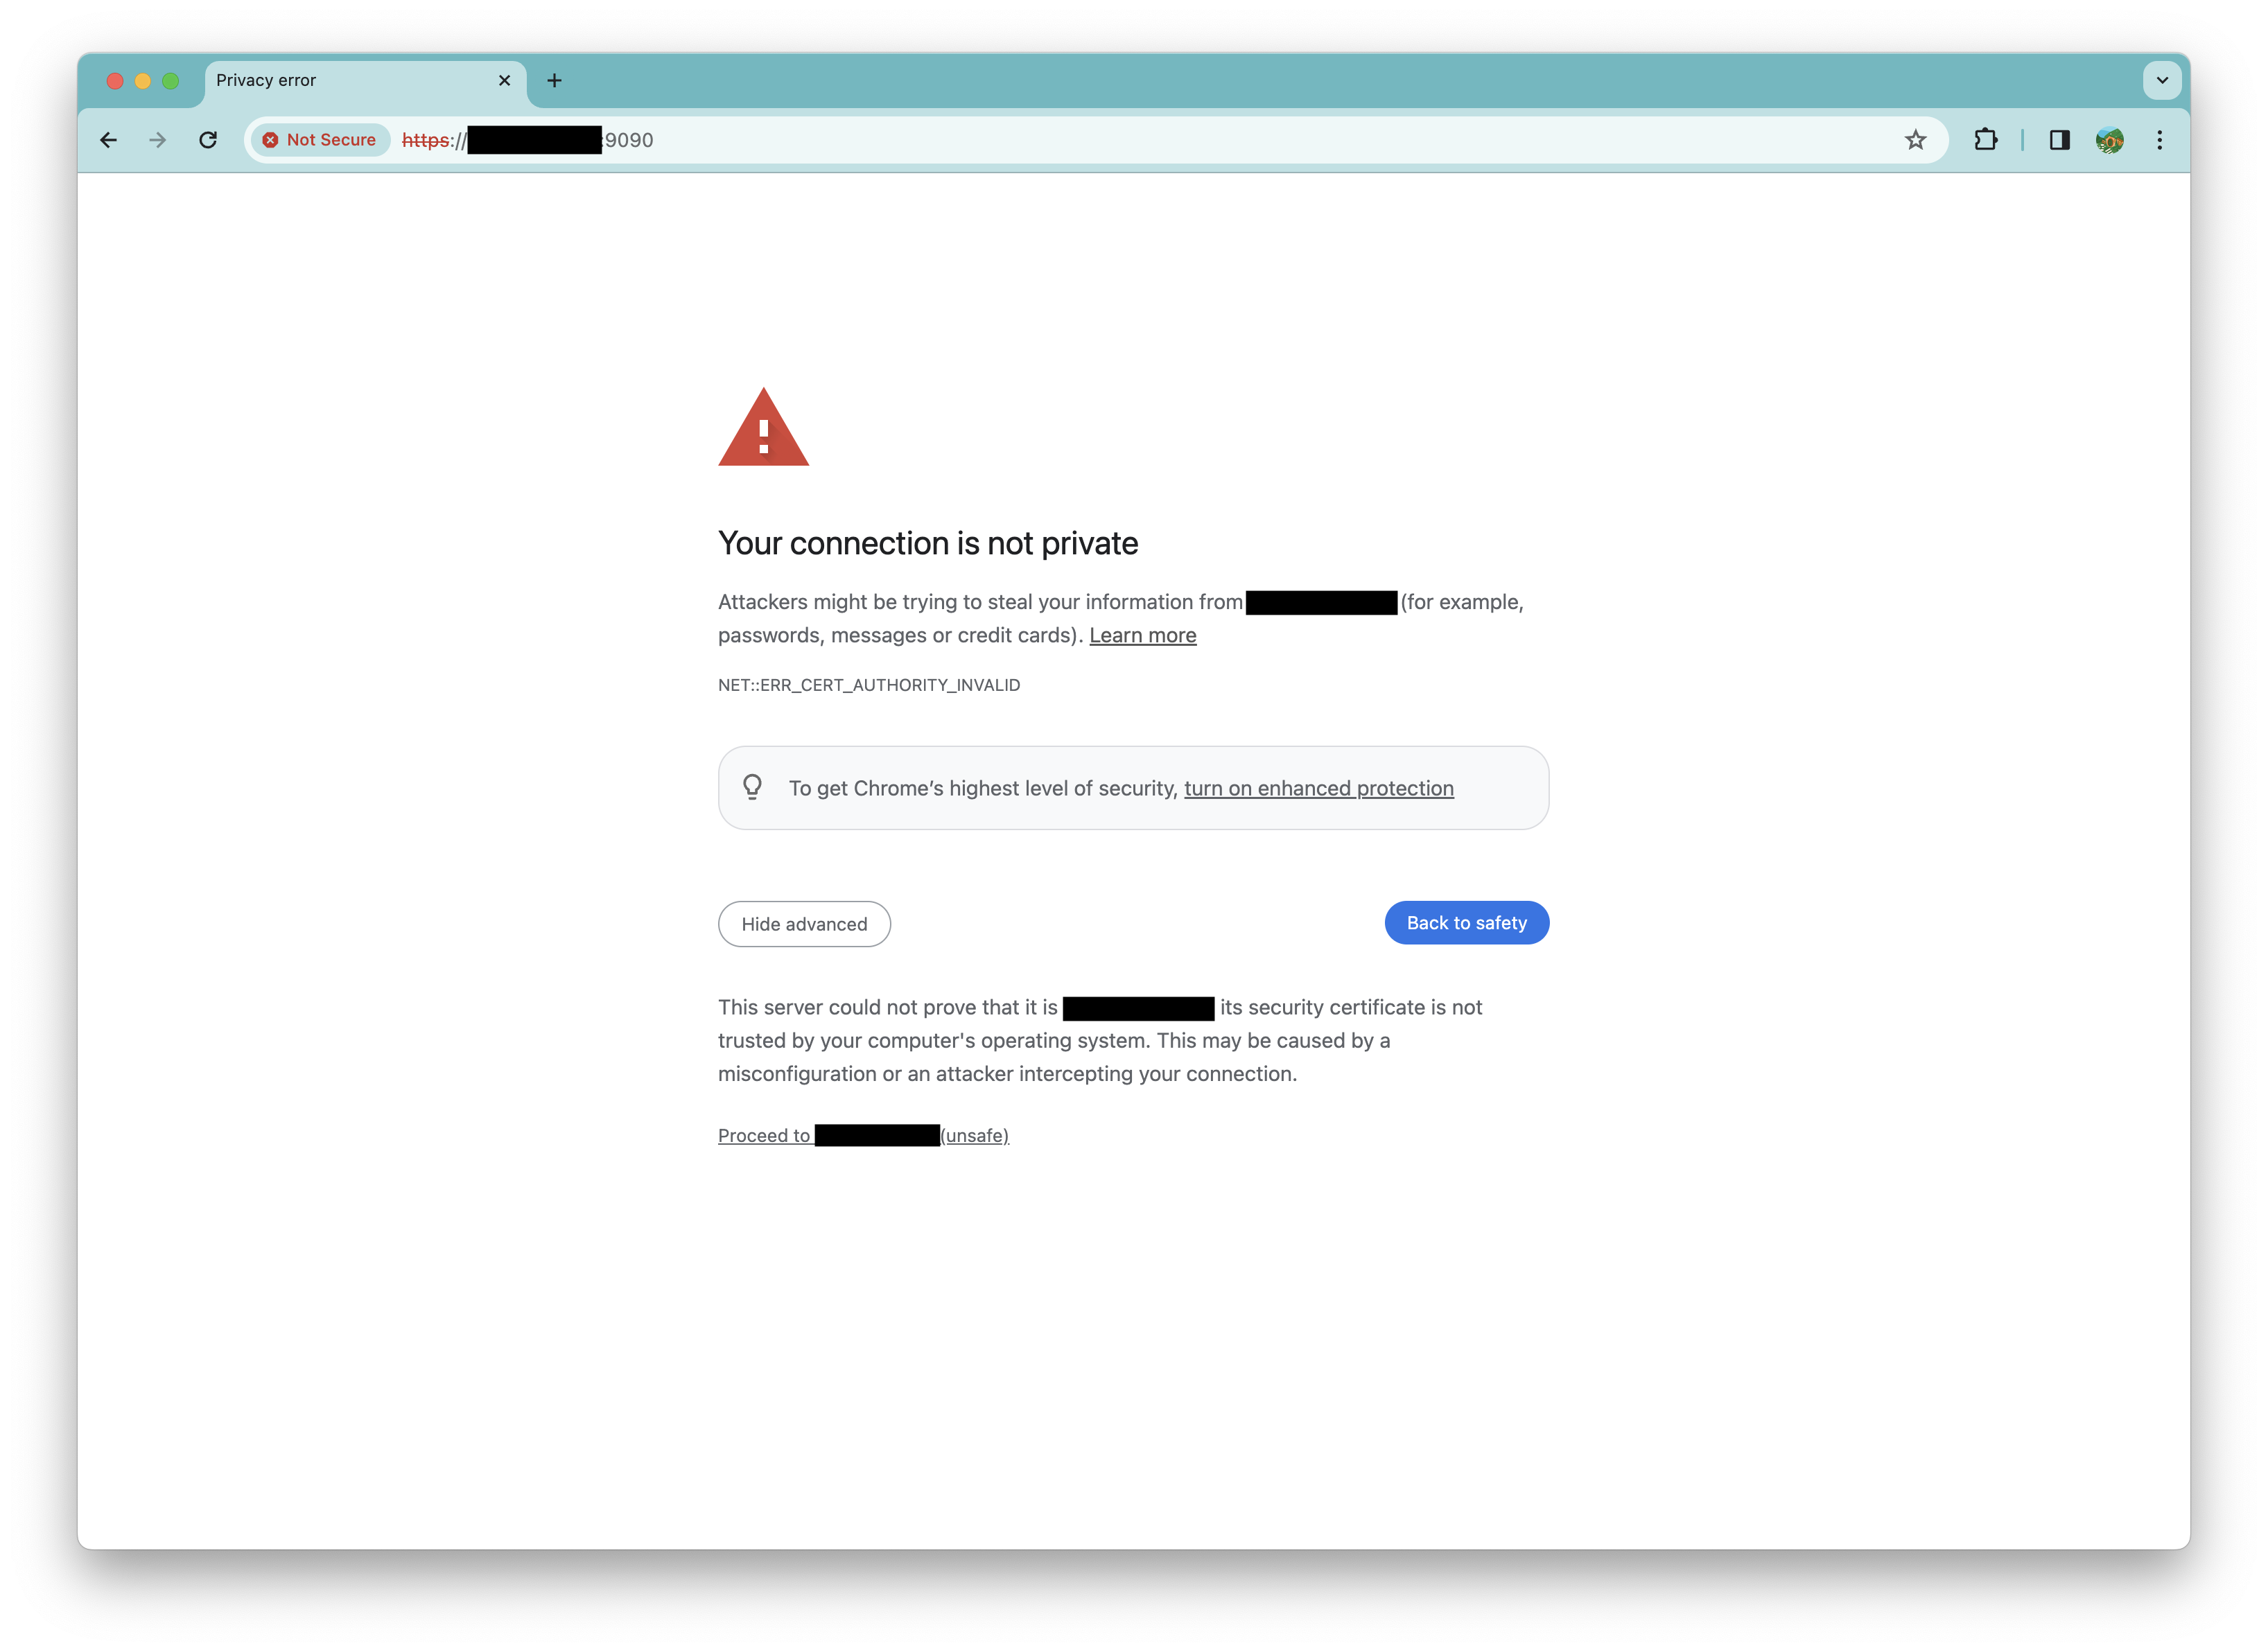 Privacy error
Not Secure https:// :9090
Your connection is not private
Attackers might be trying to steal your information from (for example,
passwords, messages or credit cards). Learn more
NET::ERR_CERT_AUTHORITY_INVALID
To get Chrome’s highest level of security, turn on enhanced protection
Hide advanced
Back to safety
This server could not prove that it is its security certificate is not
trusted by your computer's operating system. This may be caused by a
misconfiguration or an attacker intercepting your connection.
Proceed to (unsafe)